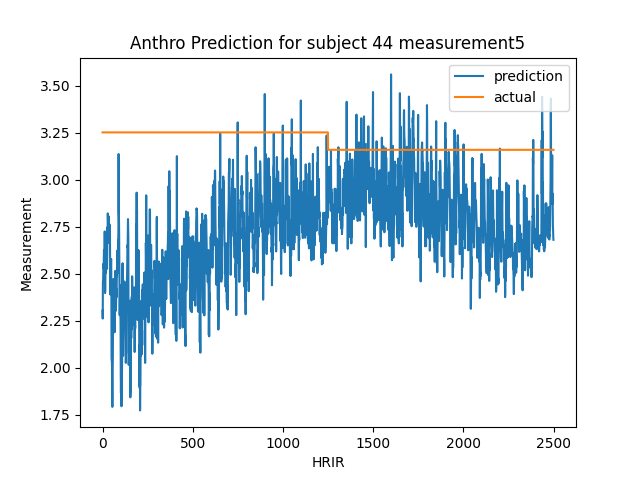 Anthro Prediction for subject 44 measurement5
prediction
actual
3.50
3.25
3.00
2.75
2.50
2.25
2.00
1.75
Measurement
0 500 1000 1500 2000 2500
HRIR